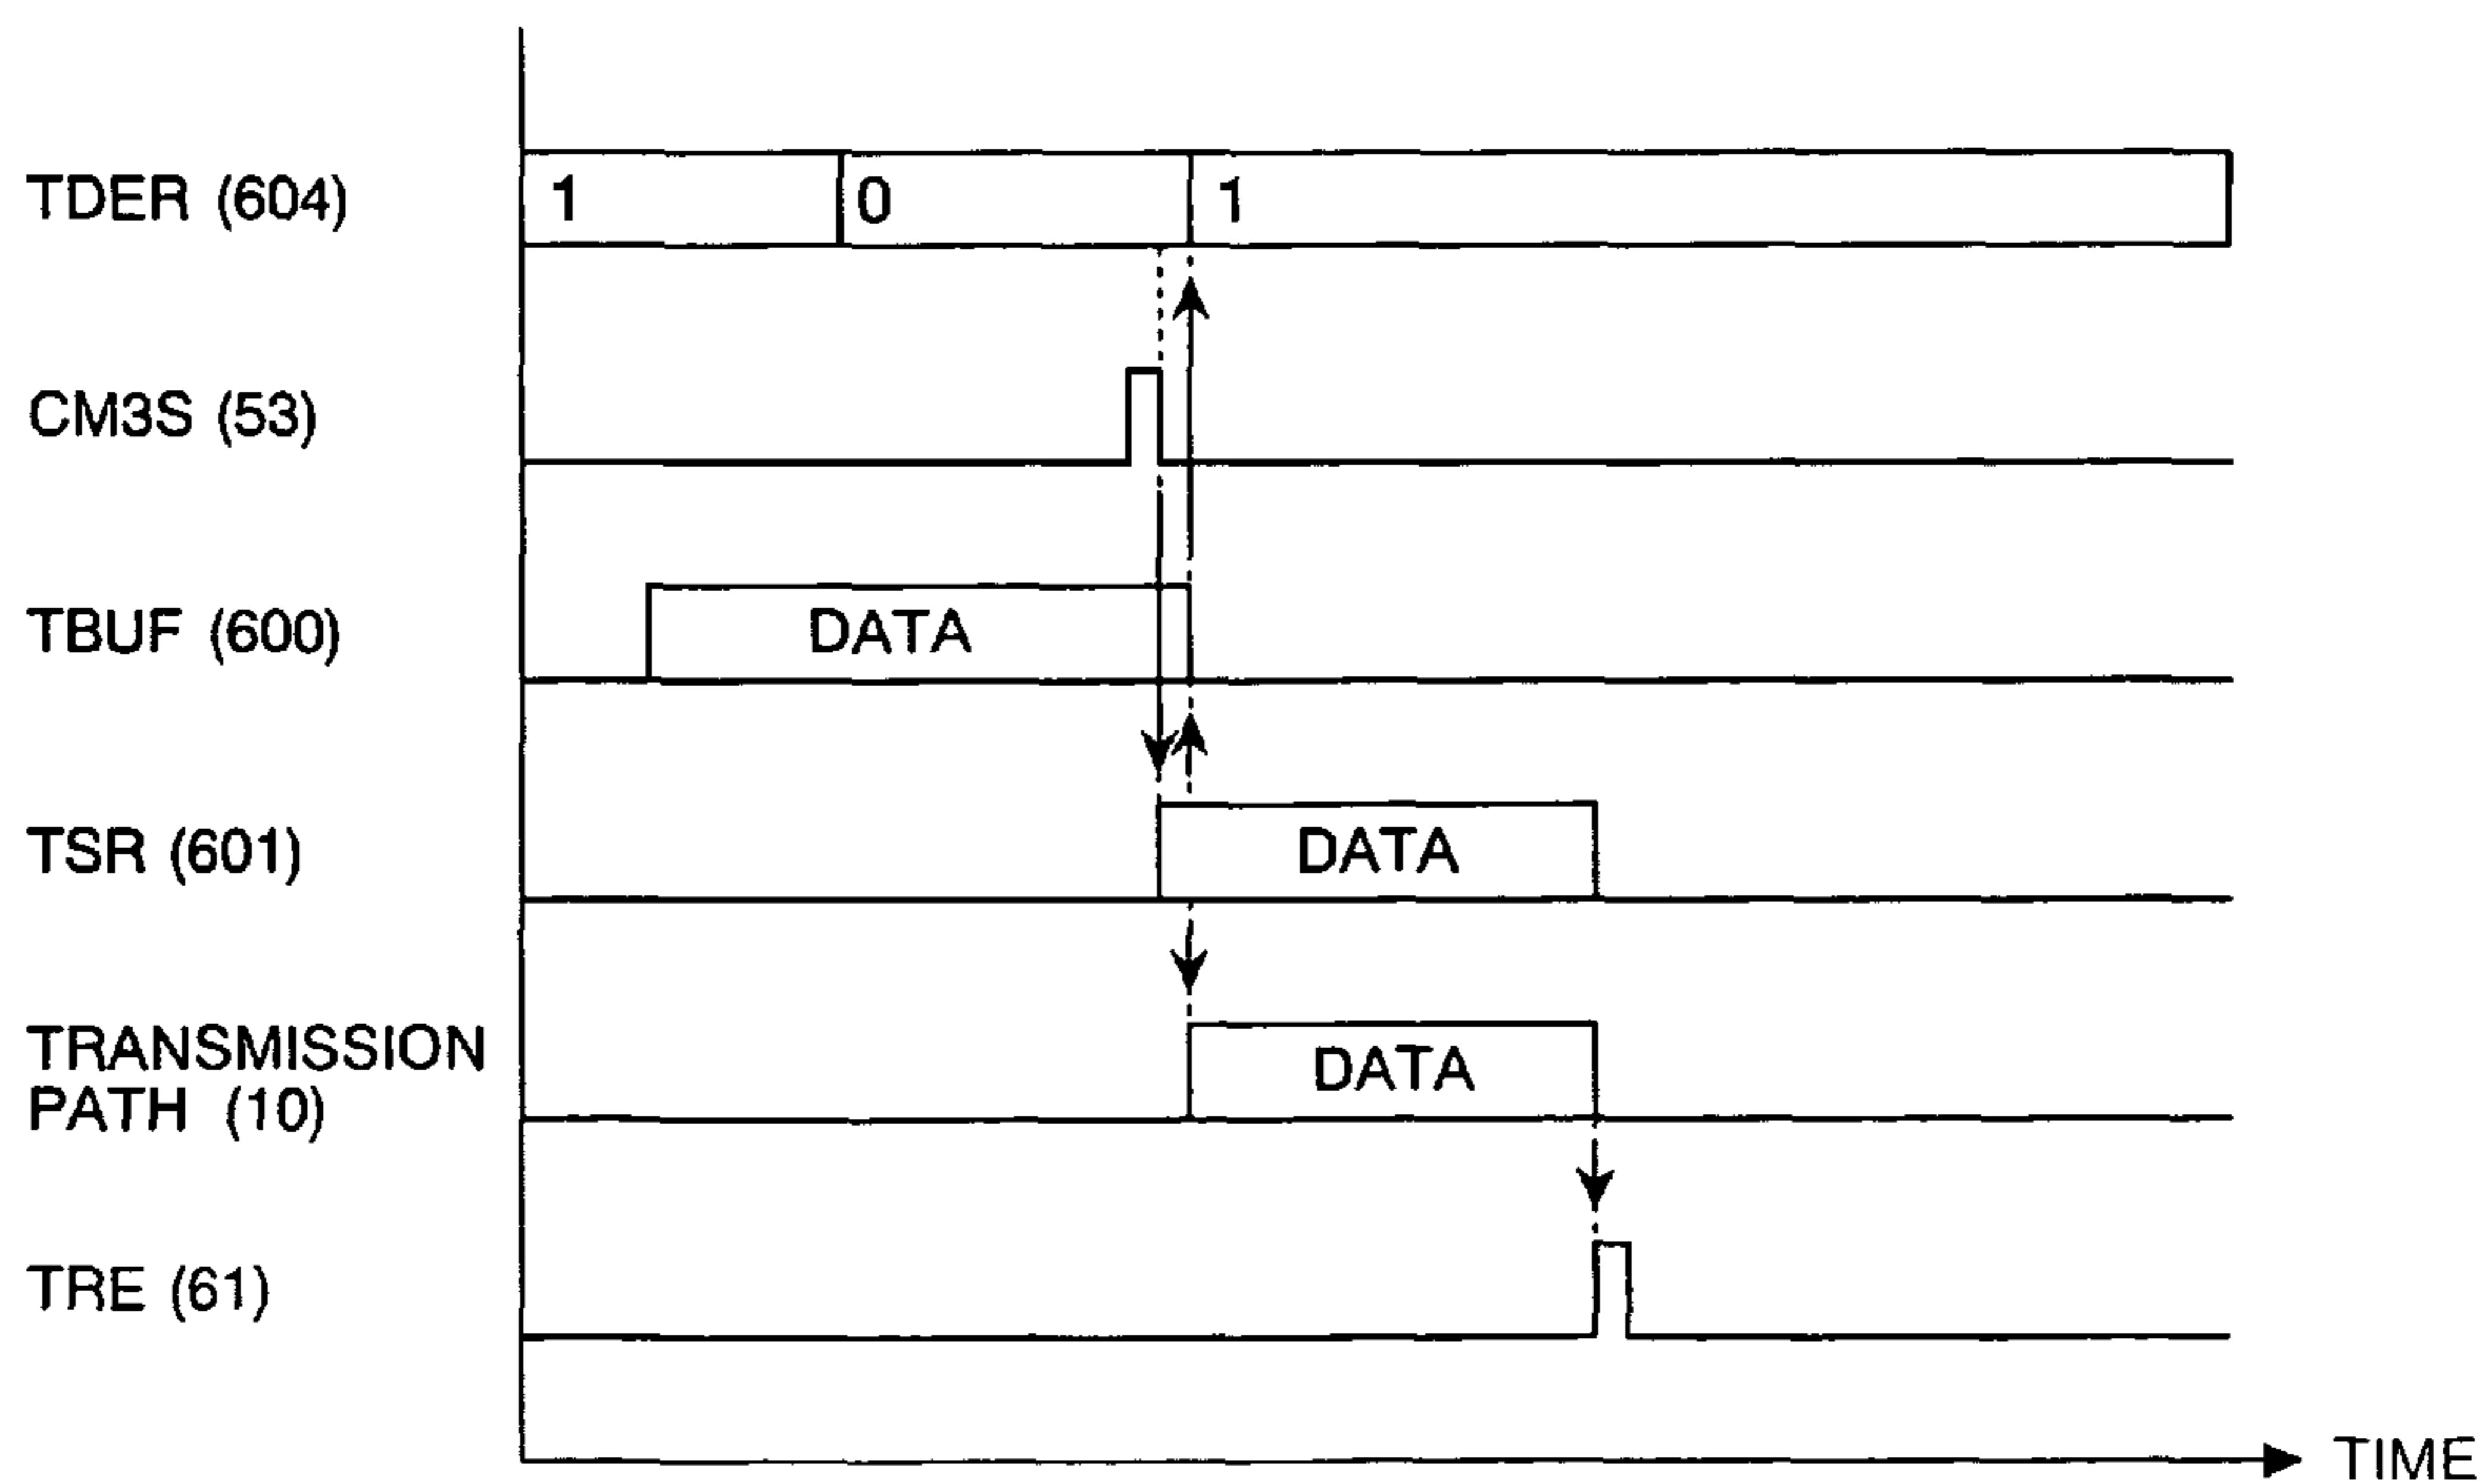 TDER (604) 1 0 1
CM3S (53)
TBUF (600) DATA
TSR (601) DATA
TRANSMISSION
PATH (10) DATA
TRE (61)
TIME